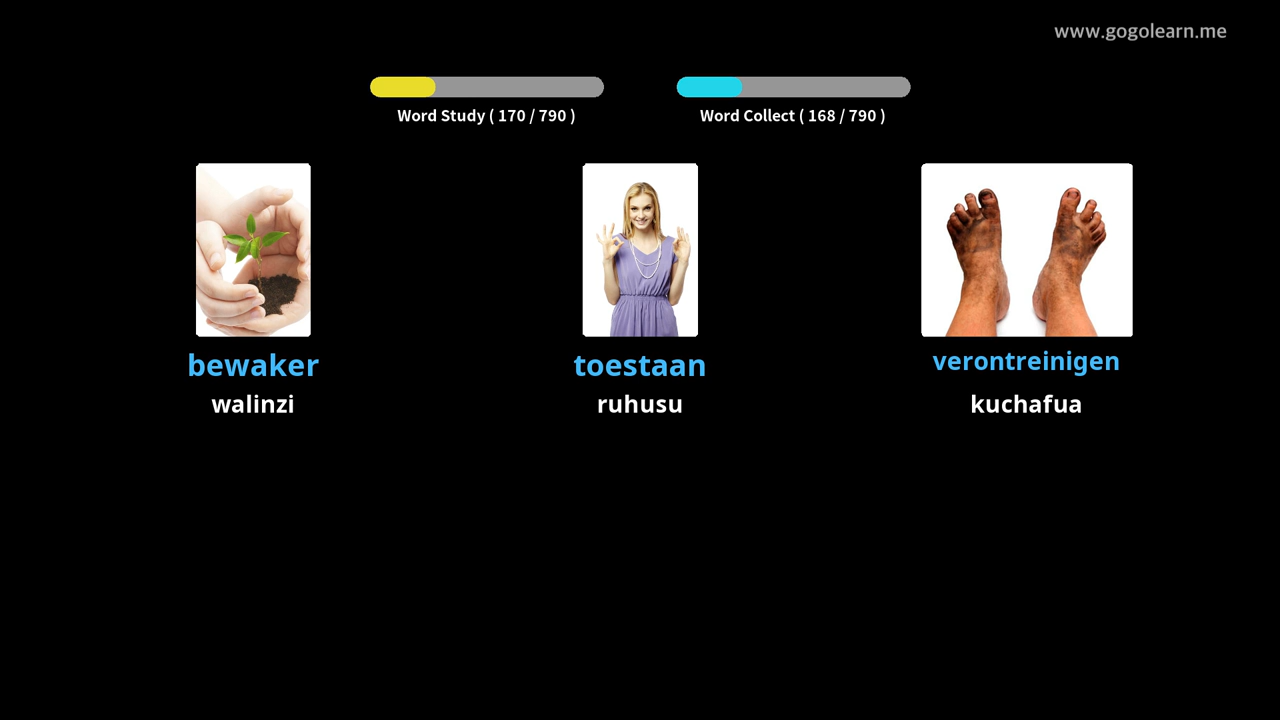 www.gogolearn.me
Word Study ( 170 / 790 )
Word Collect ( 168 / 790 )
bewaker
toestaan
verontreinigen
walinzi
ruhusu
kuchafua